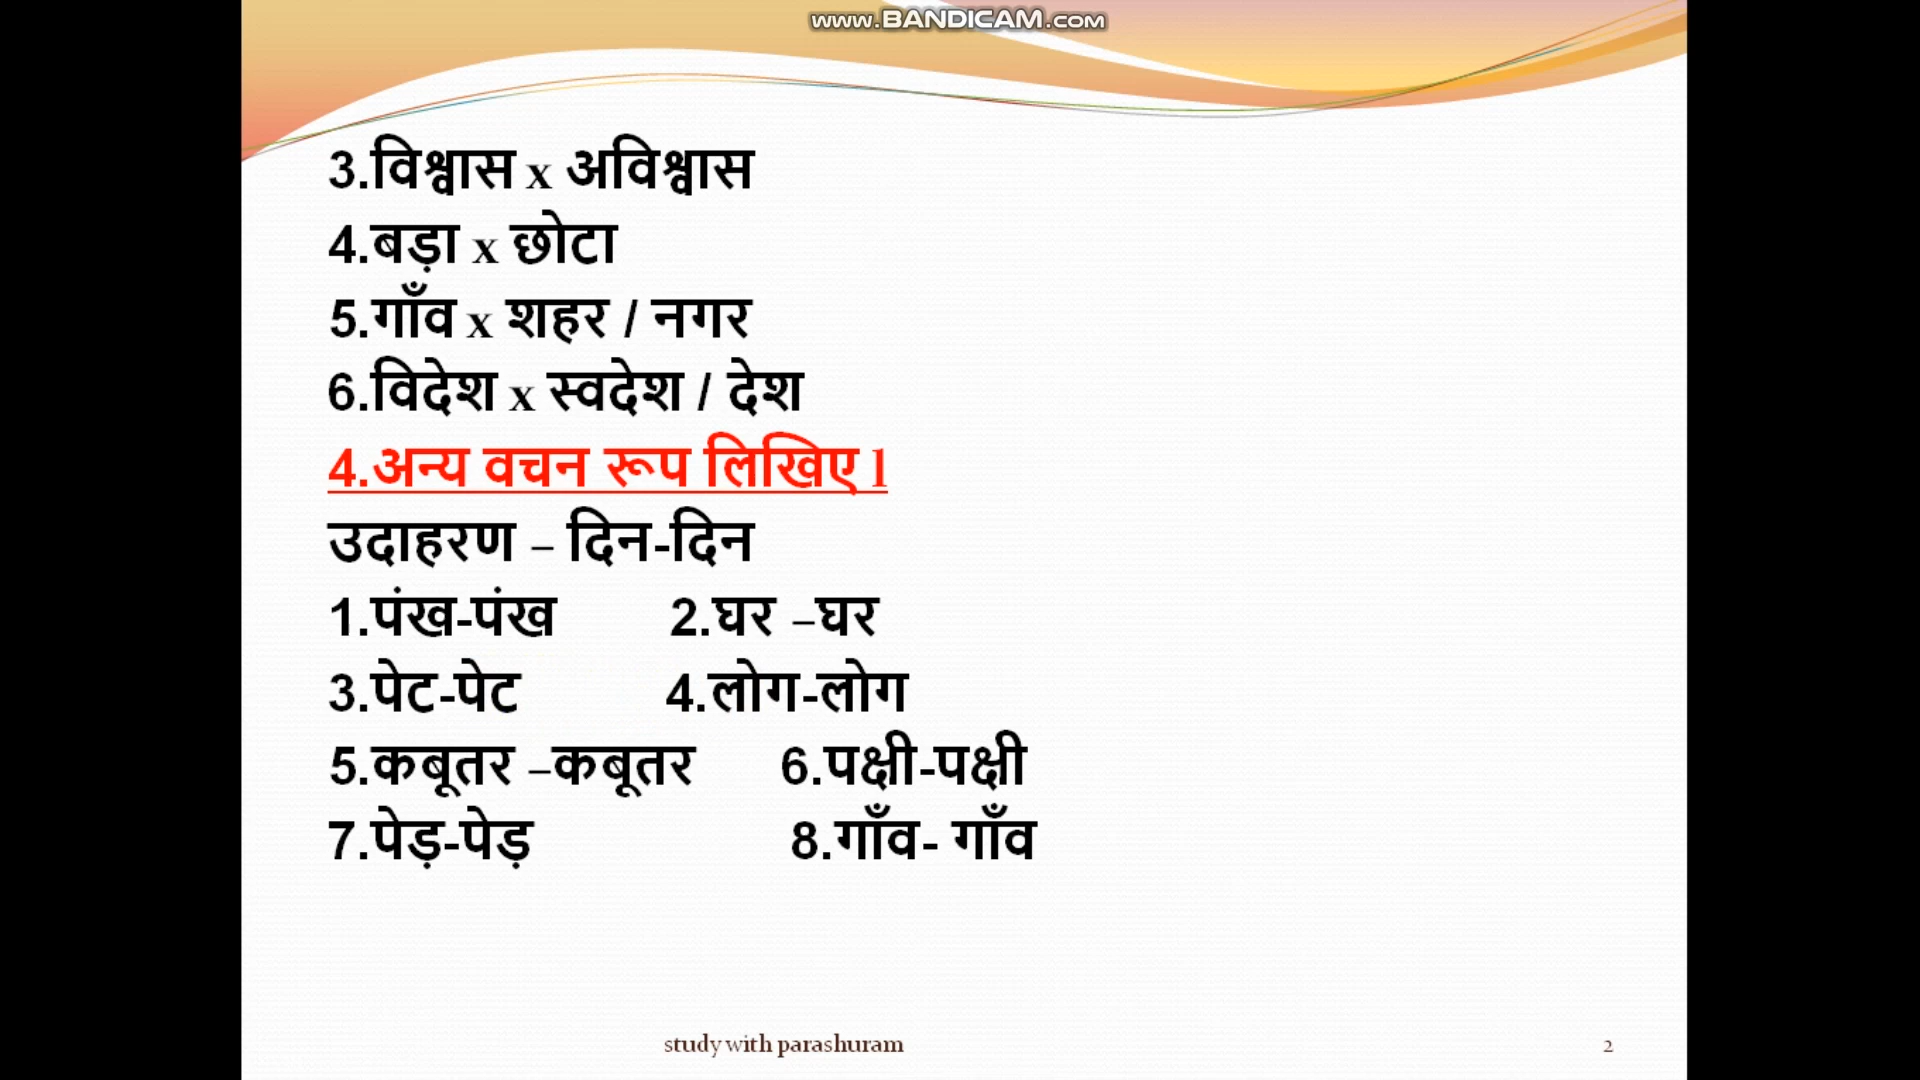 www.BANDICAM.com
3.विश्वास x अविश्वास
4.बड़ा x छोटा
5.गाँव x शहर / नगर
6.विदेश x स्वदेश / देश
4.अन्य वचन रूप लिखिए l
उदाहरण – दिन-दिन
1.पंख-पंख 2.घर –घर
3.पेट-पेट 4.लोग-लोग
5.कबूतर –कबूतर 6.पक्षी-पक्षी
7.पेड़-पेड़ 8.गाँव- गाँव
study with parashuram 2